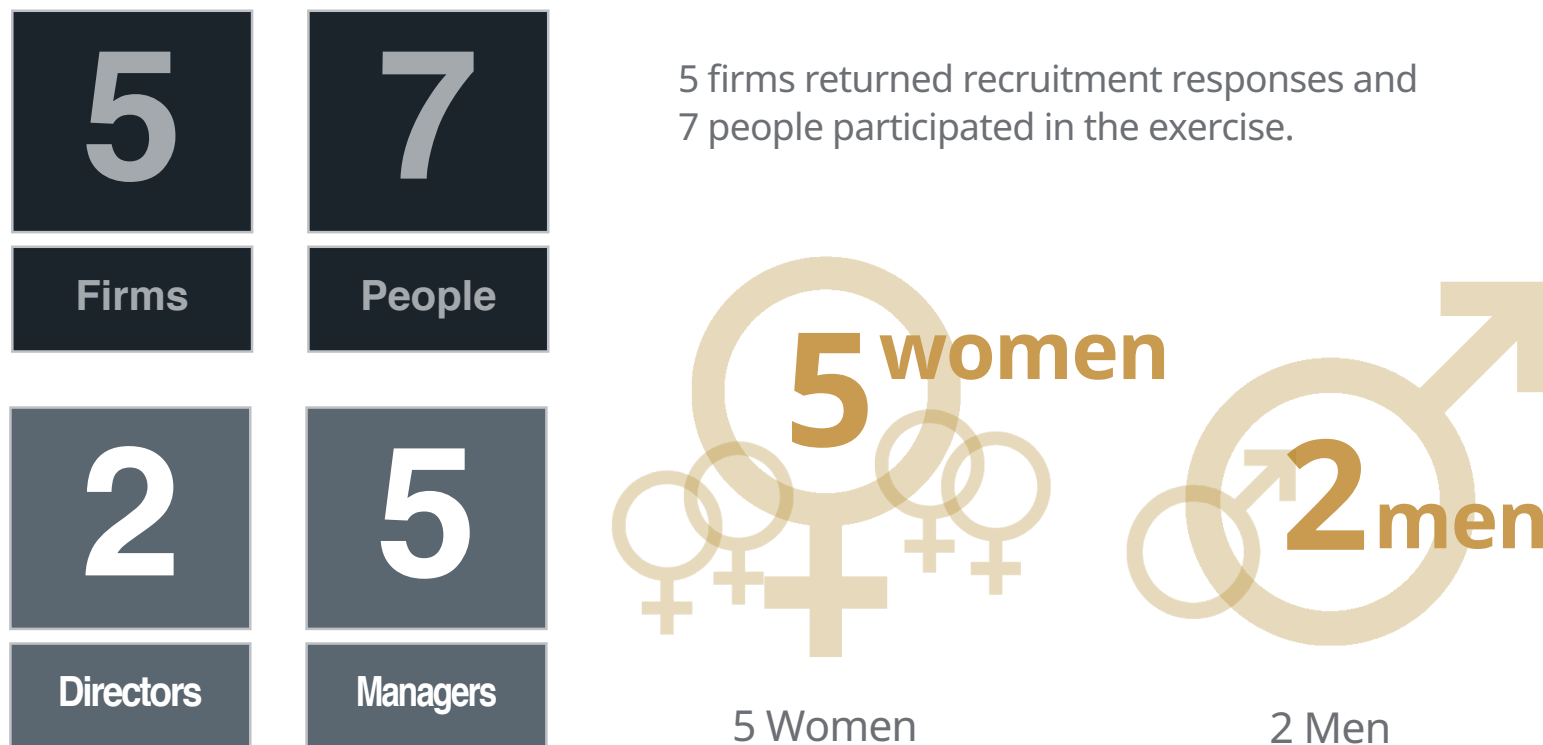 5
7
5 firms returned recruitment responses and
7 people participated in the exercise.
Firms
People
5 women
2 men
2
5
Directors
Managers
5 Women
2 Men